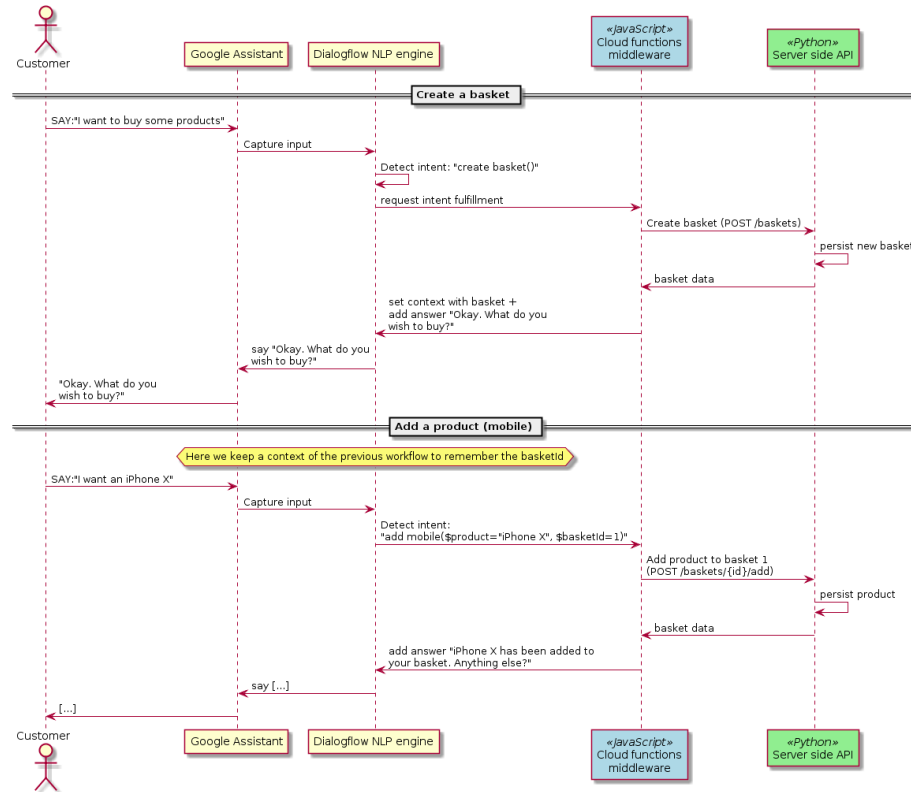 Customer
Google Assistant
Dialogflow NLP engine
«JavaScript»
Cloud functions
middleware
«Python»
Server side API
Create a basket
SAY:"I want to buy some products"
Capture input
Detect intent: "create basket()"
request intent fulfillment
Create basket (POST /baskets)
persist new basket
basket data
set context with basket +
add answer "Okay. What do you
wish to buy?"
say "Okay. What do you
wish to buy?"
"Okay. What do you
wish to buy?"
Add a product (mobile)
Here we keep a context of the previous workflow to remember the basketId
SAY:"I want an iPhone X"
Capture input
Detect intent:
"add mobile($product="iPhone X", $basketId=1)"
Add product to basket 1
(POST /baskets/{id}/add)
persist product
basket data
add answer "iPhone X has been added to
your basket. Anything else?"
say [...]
[...]
Customer
Google Assistant
Dialogflow NLP engine
«JavaScript»
Cloud functions
middleware
«Python»
Server side API